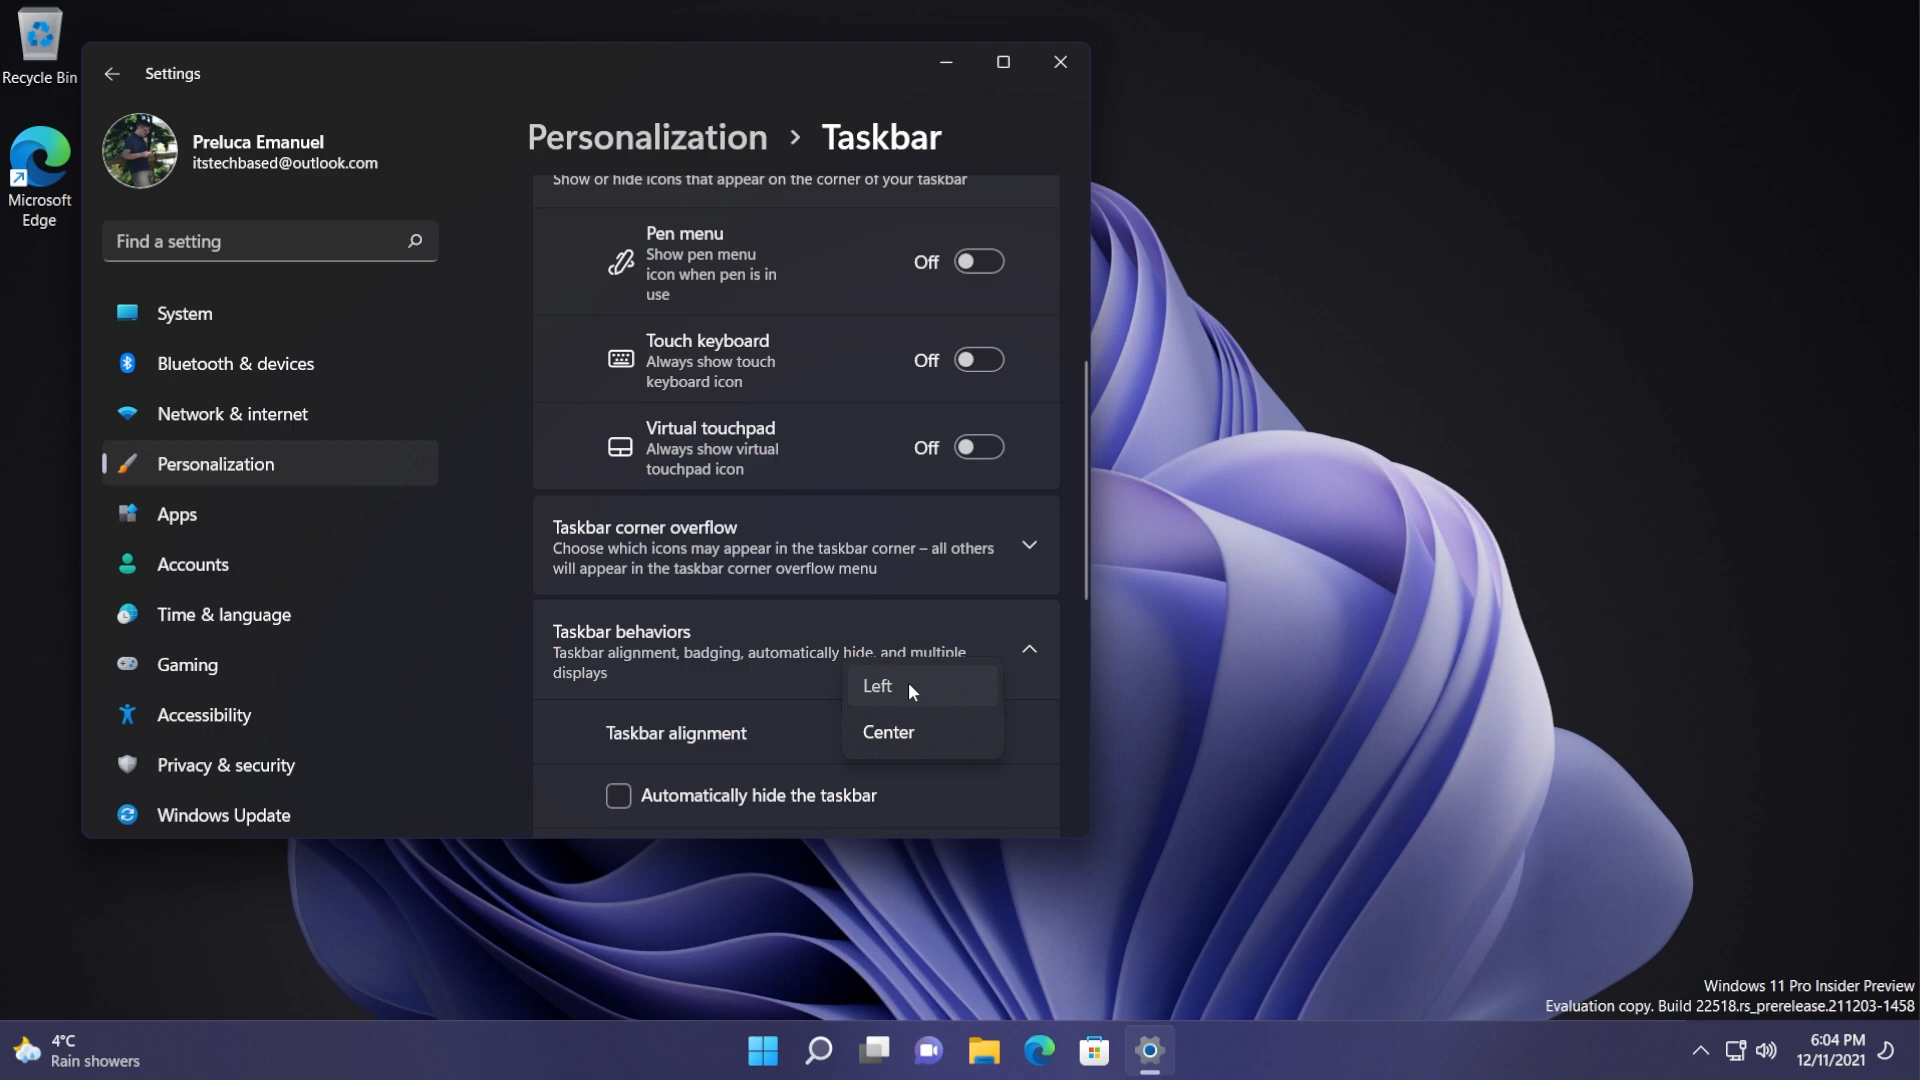 Recycle Bin
Microsoft
Edge
Settings
Preluca Emanuel
itstechbased@outlook.com
Find a setting
System
Bluetooth & devices
Network & internet
Personalization
Apps
Accounts
Time & language
Gaming
Accessibility
Privacy & security
Windows Update
Personalization > Taskbar
Show or hide icons that appear on the corner of your taskbar
Pen menu
Show pen menu
icon when pen is in
use
Off
Touch keyboard
Always show touch
keyboard icon
Off
Virtual touchpad
Always show virtual
touchpad icon
Off
Taskbar corner overflow
Choose which icons may appear in the taskbar corner – all others
will appear in the taskbar corner overflow menu
Taskbar behaviors
Taskbar alignment, badging, automatically hide, and multiple
displays
Left
Center
Taskbar alignment
Automatically hide the taskbar
Windows 11 Pro Insider Preview
Evaluation copy. Build 22518.rs_prerelease.211203-1458
4°C
Rain showers
6:04 PM
12/11/2021